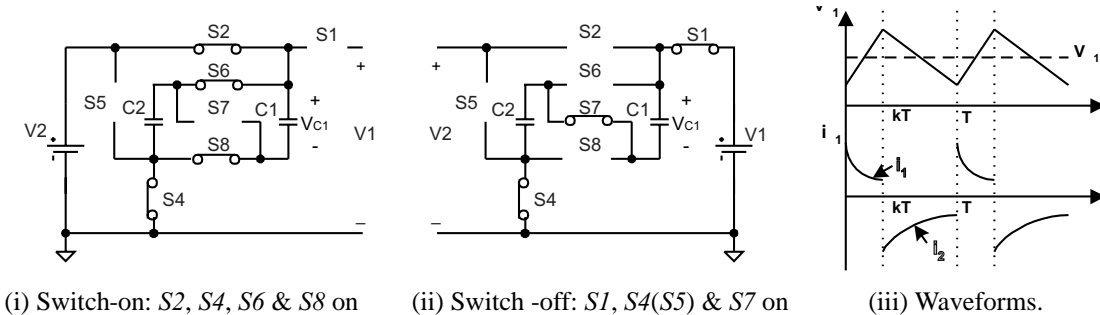 S2
S1
+
S6
+
S5
C2
S7
C1
+
V2
VC1
V1
S8
-
S4
–
S2
S1
+
S6
S5
C2
S7
C1
+
V2
VC1
V1
S8
-
S4
–
V1
V1
kT
T
i1
i1
kT
T
i2
(i) Switch-on: S2, S4, S6 & S8 on
(ii) Switch -off: S1, S4(S5) & S7 on
(iii) Waveforms.